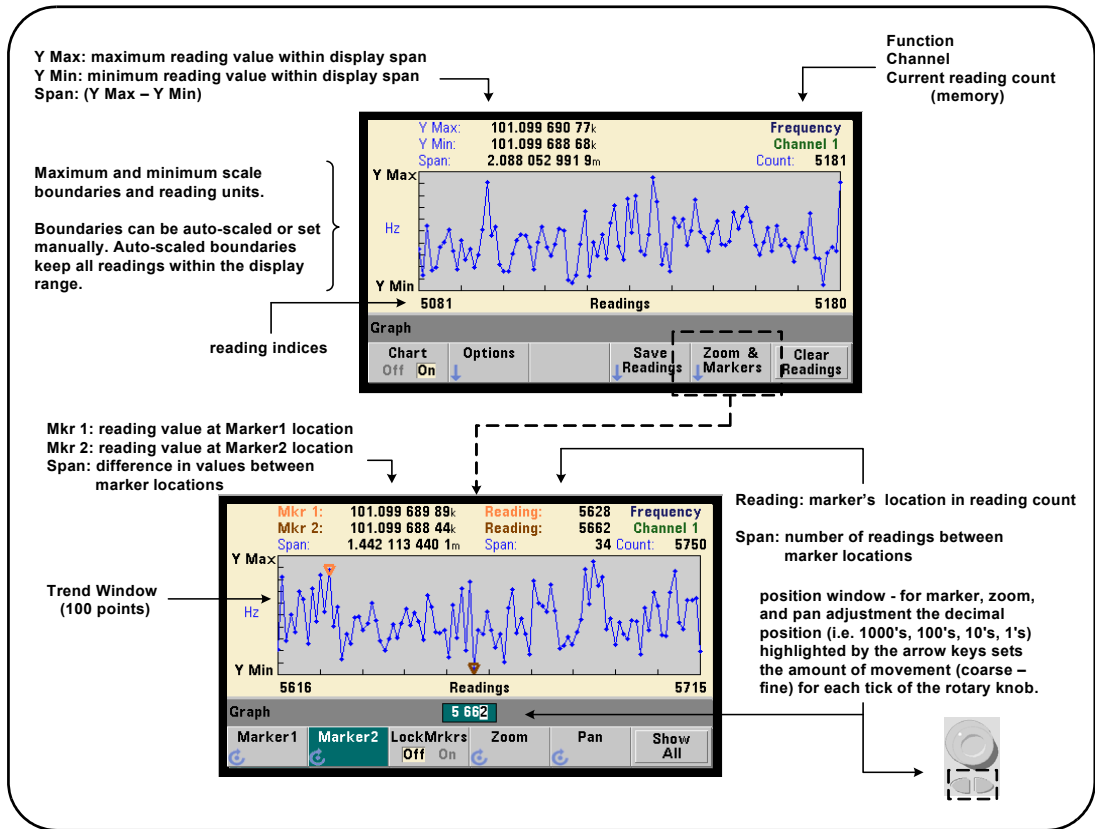 Y Max: maximum reading value within display span
Y Min: minimum reading value within display span
Span: (Y Max – Y Min)
Function
Channel
Current reading count
(memory)
Maximum and minimum scale
boundaries and reading units.
Boundaries can be auto-scaled or set
manually. Auto-scaled boundaries
keep all readings within the display
range.
reading indices
Y Max: 101.099 690 77k Frequency
Y Min: 101.099 688 68k Channel 1
Span: 2.088 052 991 9m Count: 5181
Y Max
Hz
Y Min
5081 Readings 5180
Graph
Chart Options Save Zoom & Clear
Off On Readings Markers Readings
Mkr 1: reading value at Marker1 location
Mkr 2: reading value at Marker2 location
Span: difference in values between
marker locations
Mkr 1: 101.099 689 89k Reading: 5628 Frequency
Mkr 2: 101.099 688 44k Reading: 5662 Channel 1
Span: 1.442 113 440 1m Span: 34 Count: 5750
Y Max
Hz
Y Min
5616 Readings 5715
Graph 5 662
Marker1 Marker2 LockMrkrs Zoom Pan Show
Off On All
Trend Window
(100 points)
Reading: marker's location in reading count
Span: number of readings between
marker locations
position window - for marker, zoom,
and pan adjustment the decimal
position (i.e. 1000's, 100's, 10's, 1's)
highlighted by the arrow keys sets
the amount of movement (coarse –
fine) for each tick of the rotary knob.